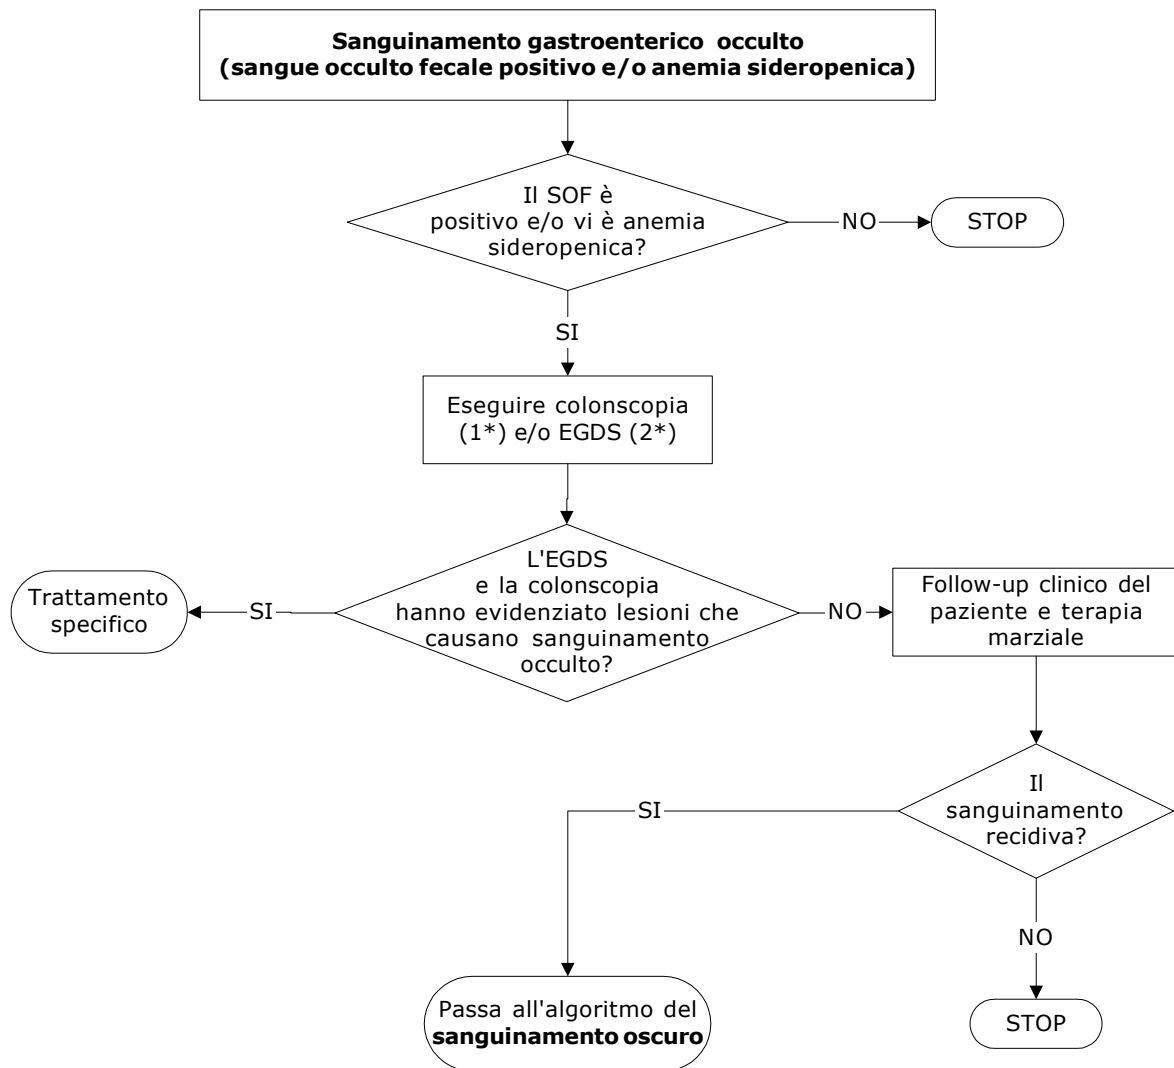 Sanguinamento gastroenterico occulto
(sangue occulto fecale positivo e/o anemia sideropenica)
Il SOF è
positivo e/o vi è anemia
sideropenica?
NO
STOP
SI
Eseguire colonscopia
(1*) e/o EGDS (2*)
L'EGDS
e la colonscopia
hanno evidenziato lesioni che
causano sanguinamento
occulto?
SI
Trattamento
specifico
NO
Follow-up clinico del
paziente e terapia
marziale
Il
sanguinamento
recidiva?
SI
NO
Passa all'algoritmo del
sanguinamento oscuro
STOP